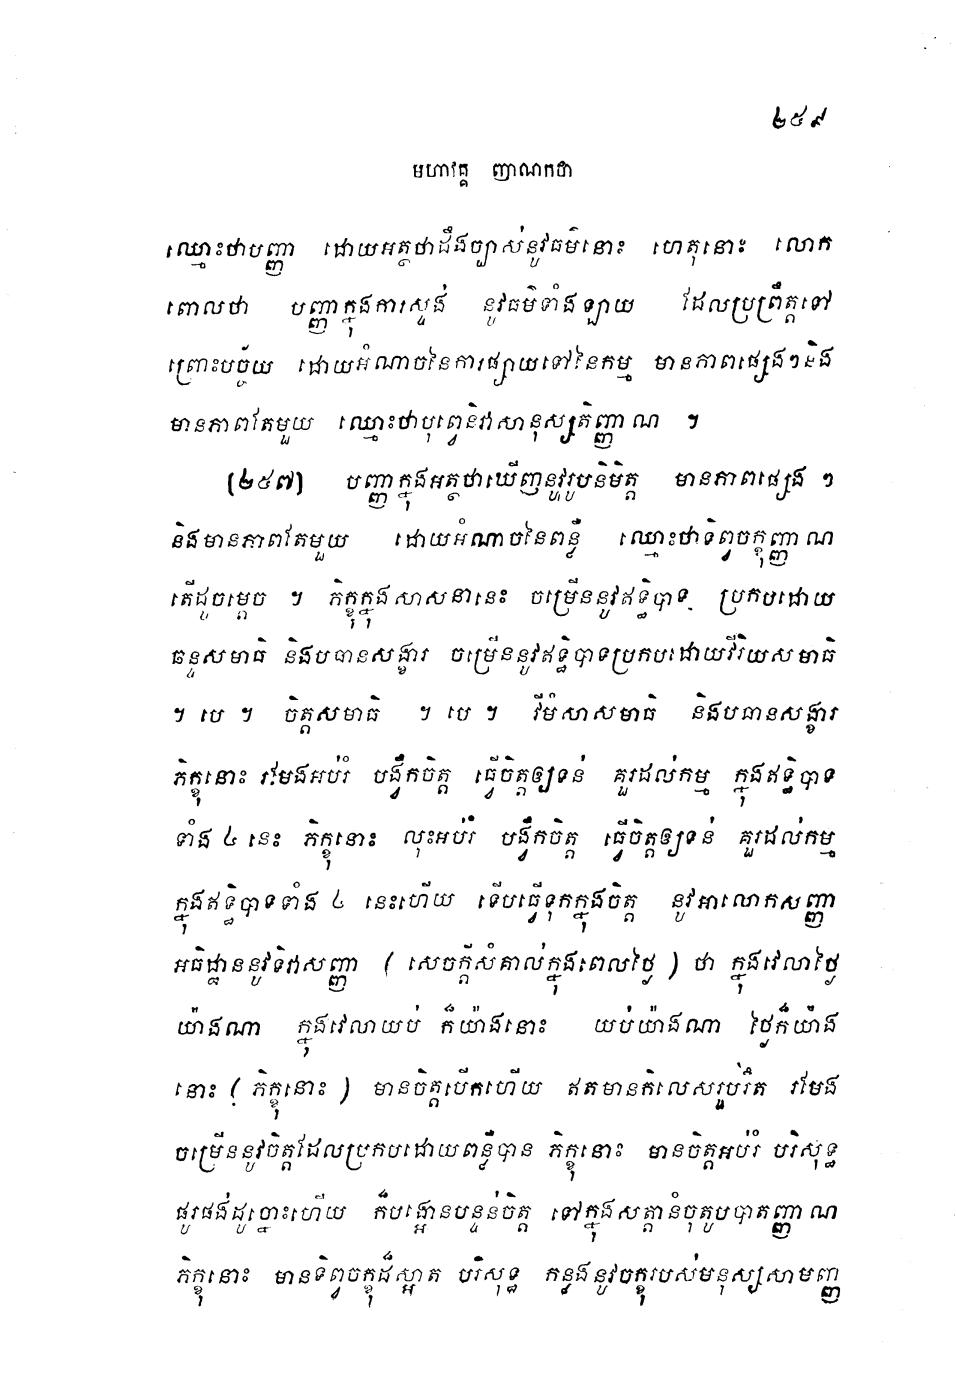 ២៥៩
មហាវគ្គ ញាណកថា
ឈ្មោះថាបញ្ញា ដោយអត្ថថាដឹងច្បាស់នូវធម៌នោះ ហេតុនោះ លោក
ពោលថា បញ្ញាក្នុងការស្ទង់ នូវធម៌ទាំងឡាយ ដែលប្រព្រឹត្តទៅ
ព្រោះបច្ច័យ ដោយអំណាចនៃការផ្សាយទៅនៃកម្ម មានភាពផ្សេងៗនិង
មានភាពតែមួយ ឈ្មោះថាបុព្វេនិវាសានុស្សតិញ្ញាណ ។
(២៥៧) បញ្ញាក្នុងអត្ថថាឃើញនូវរូបនិមិត្ត មានភាពផ្សេង ៗ
និងមានភាពតែមួយ ដោយអំណាចនៃពន្លឺ ឈ្មោះថាទិព្វចក្ខុញ្ញាណ
តើដូចម្តេច ។ ភិក្ខុក្នុងសាសនានេះ ចម្រើននូវឥទ្ធិបាទ ប្រកបដោយ
ឆន្ទសមាធិ និងបធានសង្ខារ ចម្រើននូវឥទ្ធិបាទប្រកបដោយវីរិយសមាធិ
។ បេ ។ ចិត្តសមាធិ ។ បេ ។ វីមំសាសមាធិ និងបធានសង្ខារ
ភិក្ខុនោះ រមែងអប់រំ បង្វឹកចិត្ត ធ្វើចិត្តឲ្យទន់ គួរដល់កម្ម ក្នុងឥទ្ធិបាទ
ទាំង ៤ នេះ ភិក្ខុនោះ លុះអប់រំ បង្វឹកចិត្ត ធ្វើចិត្តឲ្យទន់ គួរដល់កម្ម
ក្នុងឥទ្ធិបាទទាំង ៤ នេះហើយ ទើបធ្វើទុកក្នុងចិត្ត នូវអាលោកសញ្ញា
អធិដ្ឋាននូវទិវាសញ្ញា ( សេចក្តីសំគាល់ក្នុងពេលថ្ងៃ ) ថា ក្នុងវេលាថ្ងៃ
យ៉ាងណា ក្នុងវេលាយប់ ក៏យ៉ាងនោះ យប់យ៉ាងណា ថ្ងៃក៏យ៉ាង
នោះ ( ភិក្ខុនោះ ) មានចិត្តបើកហើយ ឥតមានកិលេសរួបរឹត រមែង
ចម្រើននូវចិត្តដែលប្រកបដោយពន្លឺបាន ភិក្ខុនោះ មានចិត្តអប់រំ បរិសុទ្ធ
ផូរផង់ដូច្នោះហើយ ក៏បង្អោនបន្ទន់ចិត្ត ទៅក្នុងសត្តានំចុតូបបាតញ្ញាណ
ភិក្ខុនោះ មានទិព្វចក្ខុដ៏ស្អាត បរិសុទ្ធ កន្លងនូវចក្ខុរបស់មនុស្សសាមញ្ញ